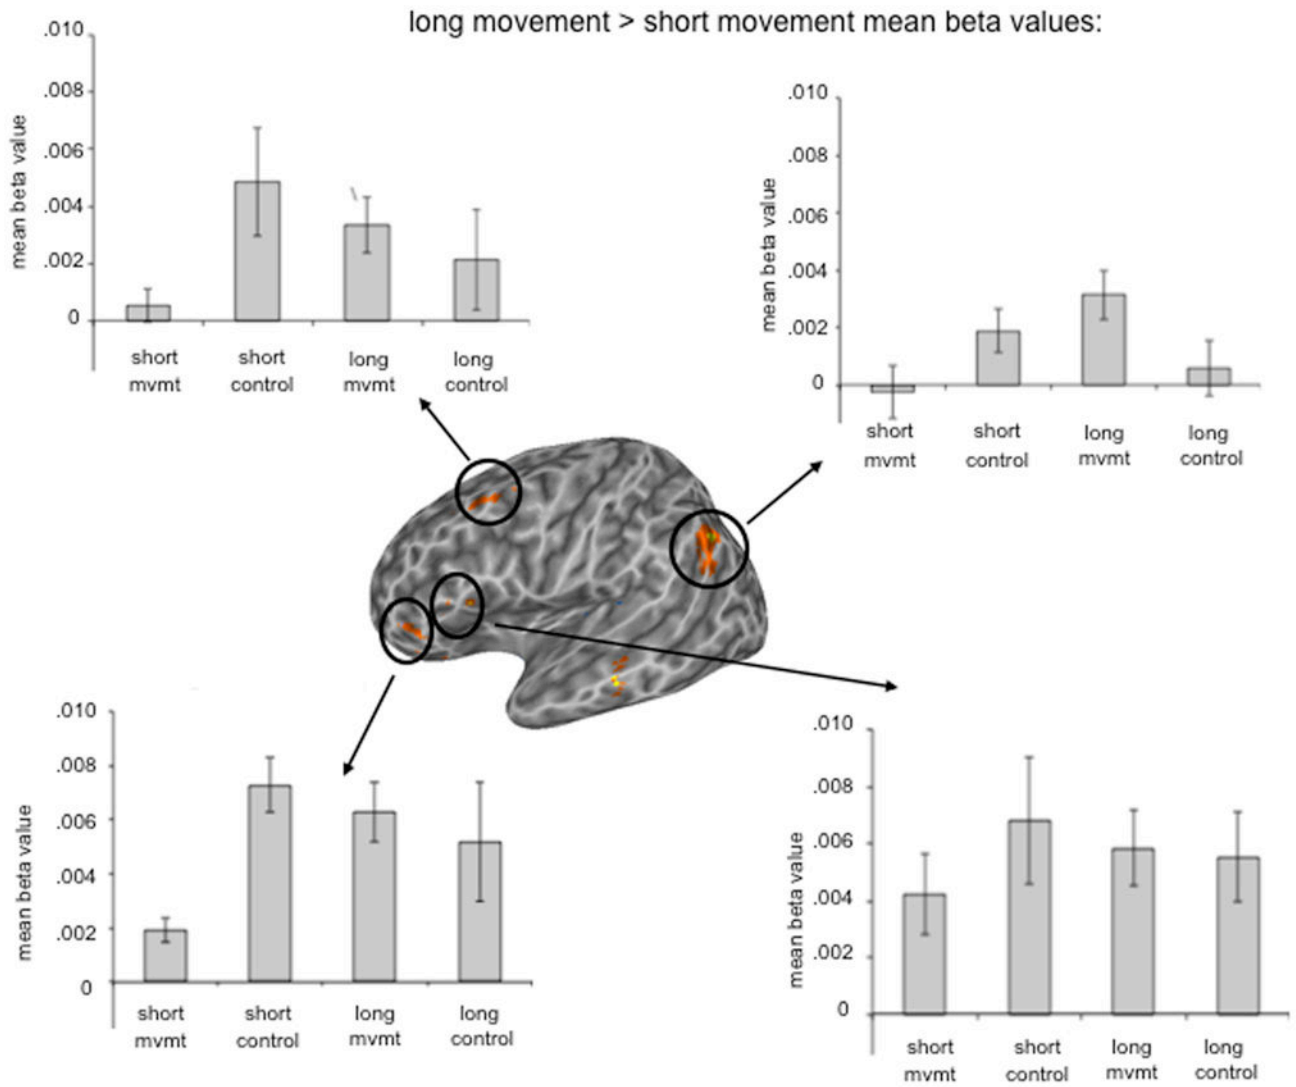 long movement > short movement mean beta values:
mean beta value
.010
.008
.006
.004
.002
0
short mvmt
short control
long mvmt
long control
mean beta value
.010
.008
.006
.004
.002
0
short mvmt
short control
long mvmt
long control
mean beta value
.010
.008
.006
.004
.002
0
short mvmt
short control
long mvmt
long control
mean beta value
.010
.008
.006
.004
.002
0
short mvmt
short control
long mvmt
long control